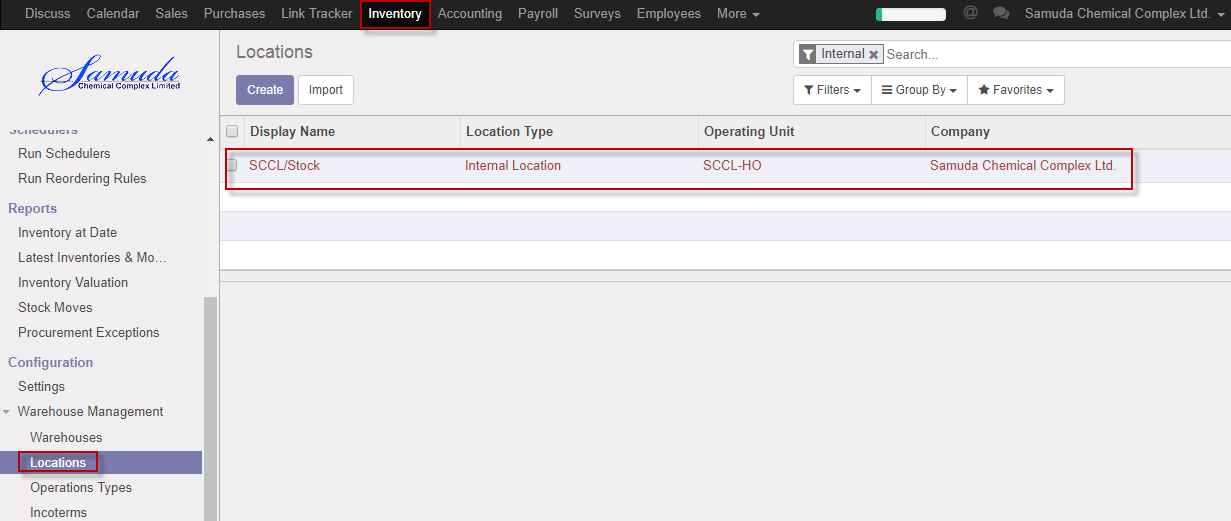 Discuss Calendar Sales Purchases Link Tracker Inventory Accounting Payroll Surveys Employees More @ Samuda Chemical Complex Ltd.
Samuda
Chemical Complex Limited
Schedulers
Run Schedulers
Run Reordering Rules
Reports
Inventory at Date
Latest Inventories & Mo...
Inventory Valuation
Stock Moves
Procurement Exceptions
Configuration
Settings
Warehouse Management
Warehouses
Locations
Operations Types
Incoterms
Locations
Internal Search...
Create Import
Filters Group By Favorites
Display Name Location Type Operating Unit Company
SCCL/Stock Internal Location SCCL-HO Samuda Chemical Complex Ltd.